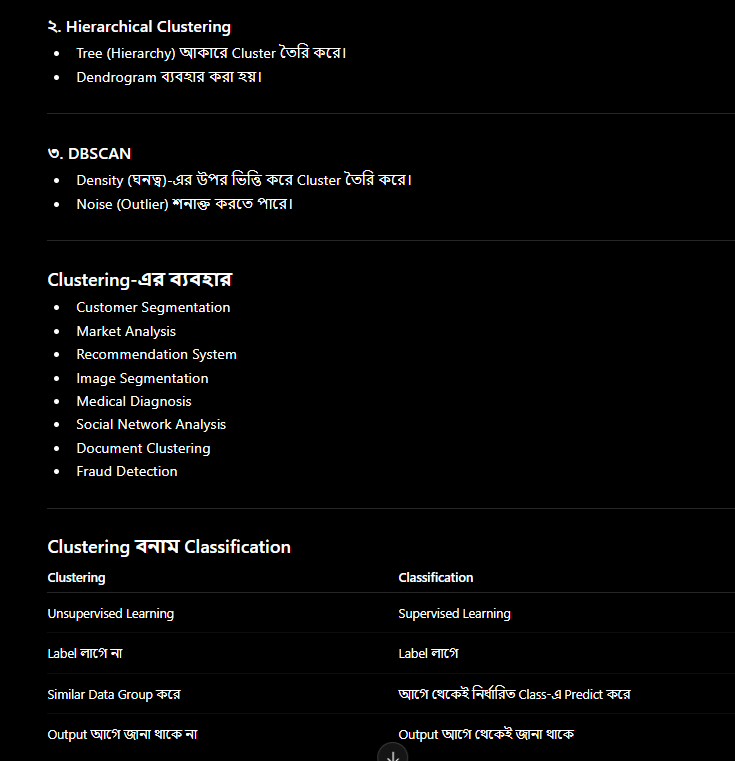 ২. Hierarchical Clustering
• Tree (Hierarchy) আকারে Cluster তৈরি করে।
• Dendrogram ব্যবহার করা হয়।
৩. DBSCAN
• Density (ঘনত্ব)-এর উপর ভিত্তি করে Cluster তৈরি করে।
• Noise (Outlier) শনাক্ত করতে পারে।
Clustering-এর ব্যবহার
• Customer Segmentation
• Market Analysis
• Recommendation System
• Image Segmentation
• Medical Diagnosis
• Social Network Analysis
• Document Clustering
• Fraud Detection
Clustering বনাম Classification
Clustering Classification
Unsupervised Learning Supervised Learning
Label লাগে না Label লাগে
Similar Data Group করে আগে থেকেই নির্ধারিত Class-এ Predict করে
Output আগে জানা থাকে না Output আগে থেকেই জানা থাকে